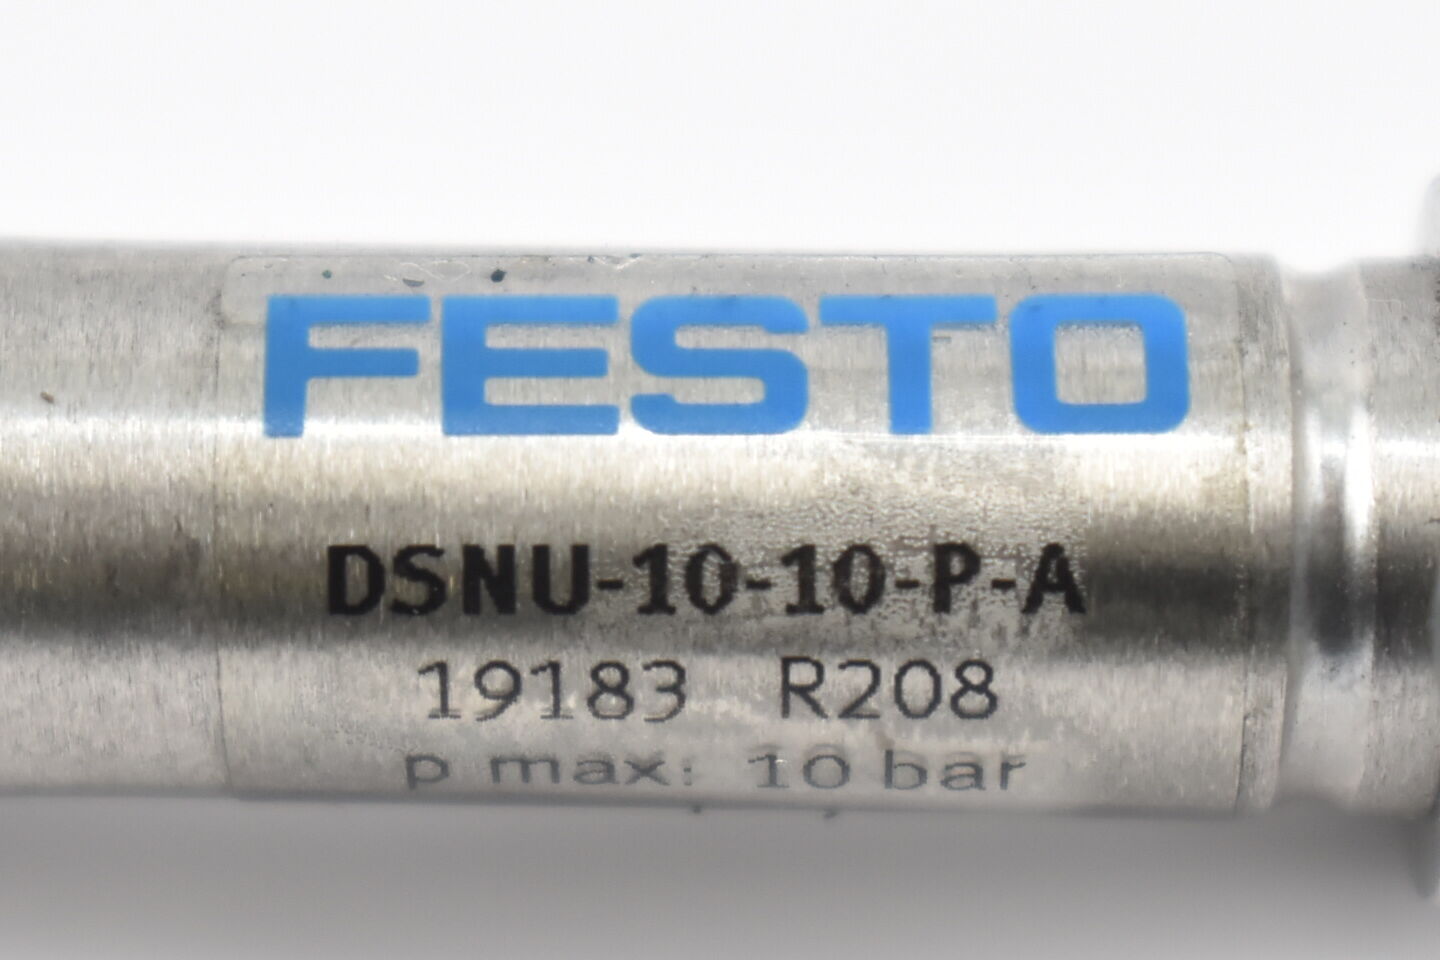 FESTO
DSNU-10-10-P-A
19183 R208
p max: 10 bar